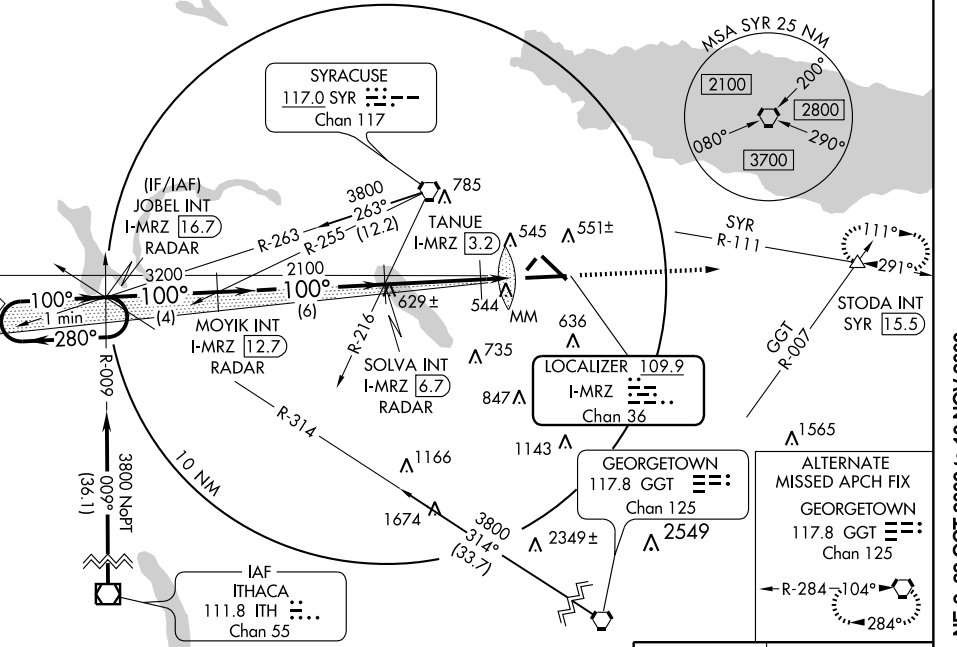 MSA SYR 25 NM
2100
200°
2800
080°
290°
3700
SYRACUSE
117.0 SYR
Chan 117
(IF/IAF)
JOBEL INT
I-MRZ 16.7
RADAR
3800
263°
(12.2)
R-263
R-255
785
TANUE
I-MRZ 3.2
545
551±
SYR
R-111
111°
291°
STODA INT
SYR 15.5
3200
2100
100°
100°
100°
1 min
(4)
(6)
280°
629±
544
MM
MOYIK INT
I-MRZ 12.7
RADAR
R-216
SOLVA INT
I-MRZ 6.7
RADAR
636
735
847
LOCALIZER 109.9
I-MRZ
Chan 36
GGT
R-007
R-009
R-314
1143
1166
1565
10 NM
3800 NoPT
009°
(36.1)
1674
3800
314°
(33.7)
2349±
2549
GEORGETOWN
117.8 GGT
Chan 125
ALTERNATE
MISSED APCH FIX
GEORGETOWN
117.8 GGT
Chan 125
R-284
104°
284°
IAF
ITHACA
111.8 ITH
Chan 55